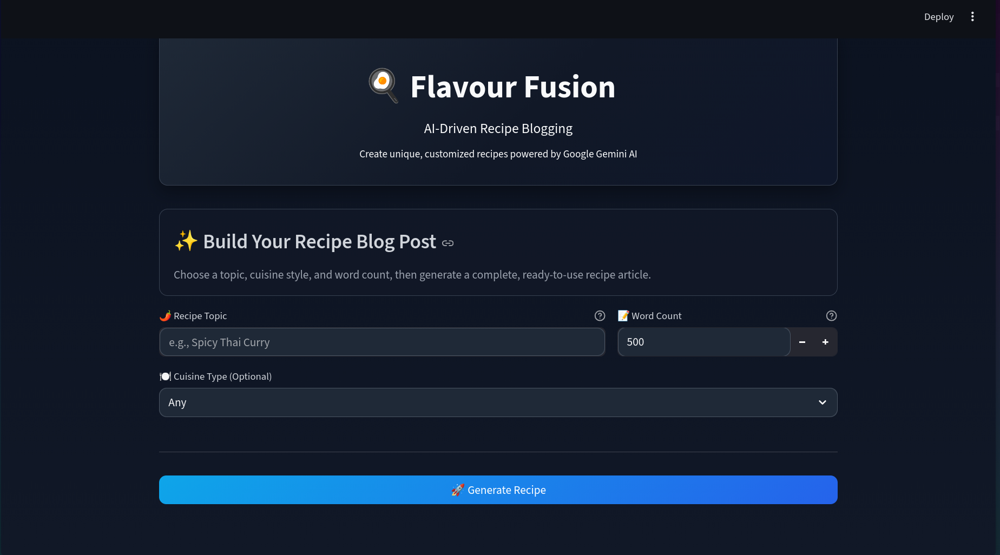 Deploy
Flavour Fusion
AI-Driven Recipe Blogging
Create unique, customized recipes powered by Google Gemini AI
✨ Build Your Recipe Blog Post
Choose a topic, cuisine style, and word count, then generate a complete, ready-to-use recipe article.
🌶️ Recipe Topic
📝 Word Count
e.g., Spicy Thai Curry
500
🍽️ Cuisine Type (Optional)
Any
🚀 Generate Recipe